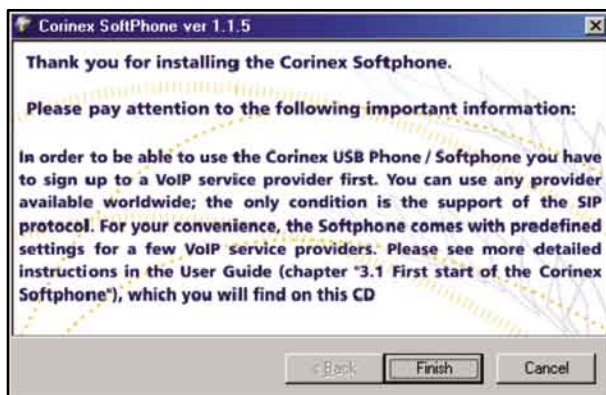 Corinex SoftPhone ver 1.1.5
Thank you for installing the Corinex Softphone.
Please pay attention to the following important information:
In order to be able to use the Corinex USB Phone / Softphone you have
to sign up to a VoIP service provider first. You can use any provider
available worldwide; the only condition is the support of the SIP
protocol. For your convenience, the Softphone comes with predefined
settings for a few VoIP service providers. Please see more detailed
instructions in the User Guide (chapter "3.1 First start of the Corinex
Softphone"), which you will find on this CD
< Back Finish Cancel